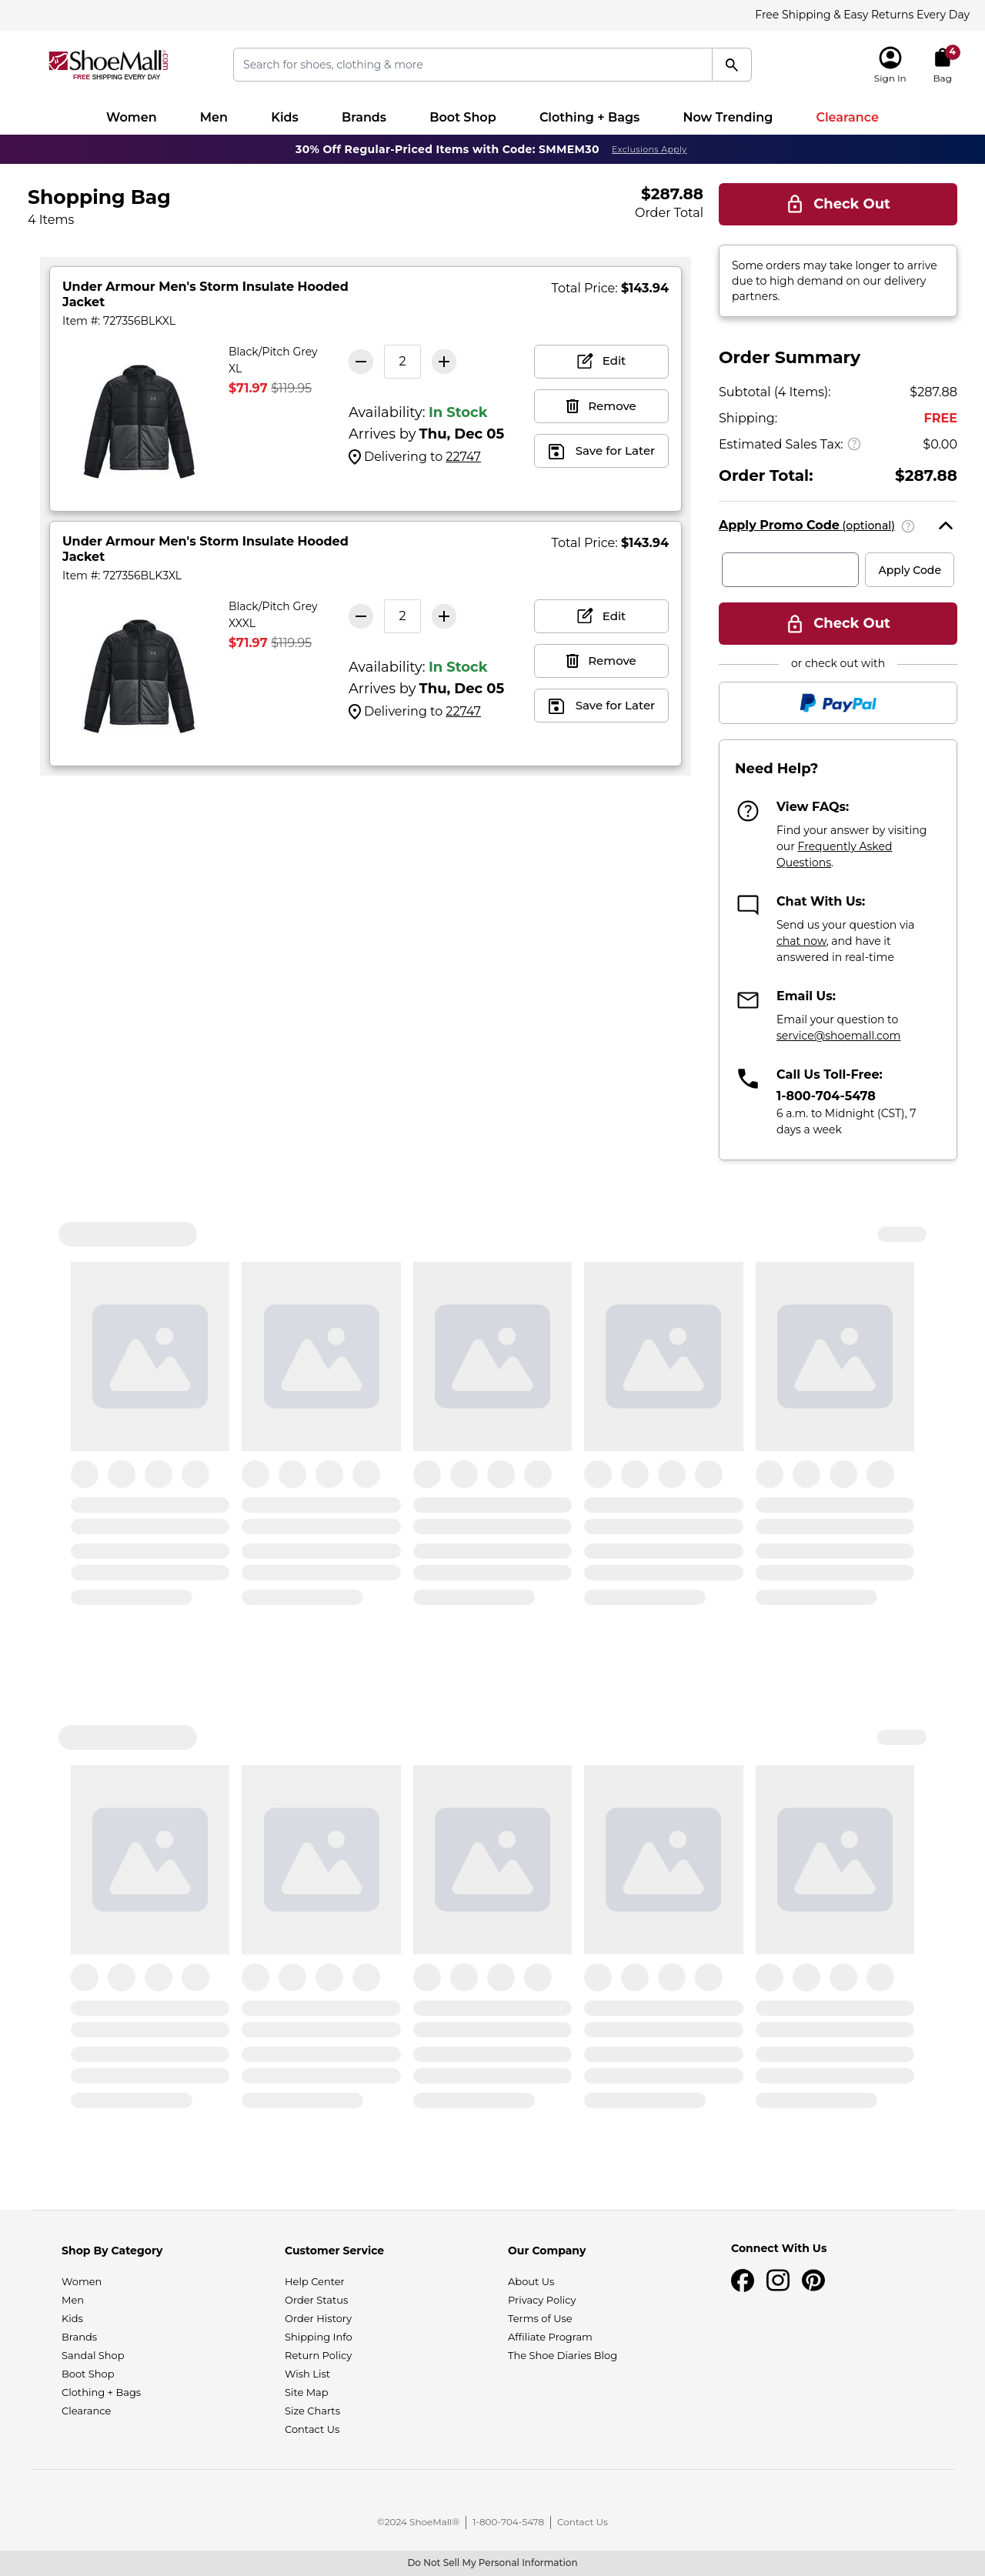 Free Shipping & Easy Returns Every Day
ShoeMall.com
FREE SHIPPING EVERY DAY
Search for shoes, clothing & more
Sign In
4
Bag
Women Men Kids Brands Boot Shop Clothing + Bags Now Trending Clearance
30% Off Regular-Priced Items with Code: SMMEM30 Exclusions Apply
Shopping Bag
4 Items
$287.88
Order Total
Check Out
Some orders may take longer to arrive
due to high demand on our delivery
partners.
Under Armour Men's Storm Insulate Hooded
Jacket
Item #: 727356BLKXL
Total Price: $143.94
Black/Pitch Grey
XL
$71.97 $119.95
2
Availability: In Stock
Arrives by Thu, Dec 05
Delivering to 22747
Edit
Remove
Save for Later
Under Armour Men's Storm Insulate Hooded
Jacket
Item #: 727356BLK3XL
Total Price: $143.94
Black/Pitch Grey
XXXL
$71.97 $119.95
2
Availability: In Stock
Arrives by Thu, Dec 05
Delivering to 22747
Edit
Remove
Save for Later
Order Summary
Subtotal (4 Items): $287.88
Shipping: FREE
Estimated Sales Tax: ? $0.00
Order Total: $287.88
Apply Promo Code (optional) ?
Apply Code
Check Out
or check out with
PayPal
Need Help?
View FAQs:
Find your answer by visiting
our Frequently Asked
Questions.
Chat With Us:
Send us your question via
chat now, and have it
answered in real-time
Email Us:
Email your question to
service@shoemall.com
Call Us Toll-Free:
1-800-704-5478
6 a.m. to Midnight (CST), 7
days a week
Shop By Category
Women
Men
Kids
Brands
Sandal Shop
Boot Shop
Clothing + Bags
Clearance
Customer Service
Help Center
Order Status
Order History
Shipping Info
Return Policy
Wish List
Site Map
Size Charts
Contact Us
Our Company
About Us
Privacy Policy
Terms of Use
Affiliate Program
The Shoe Diaries Blog
Connect With Us
©2024 ShoeMall® | 1-800-704-5478 | Contact Us
Do Not Sell My Personal Information